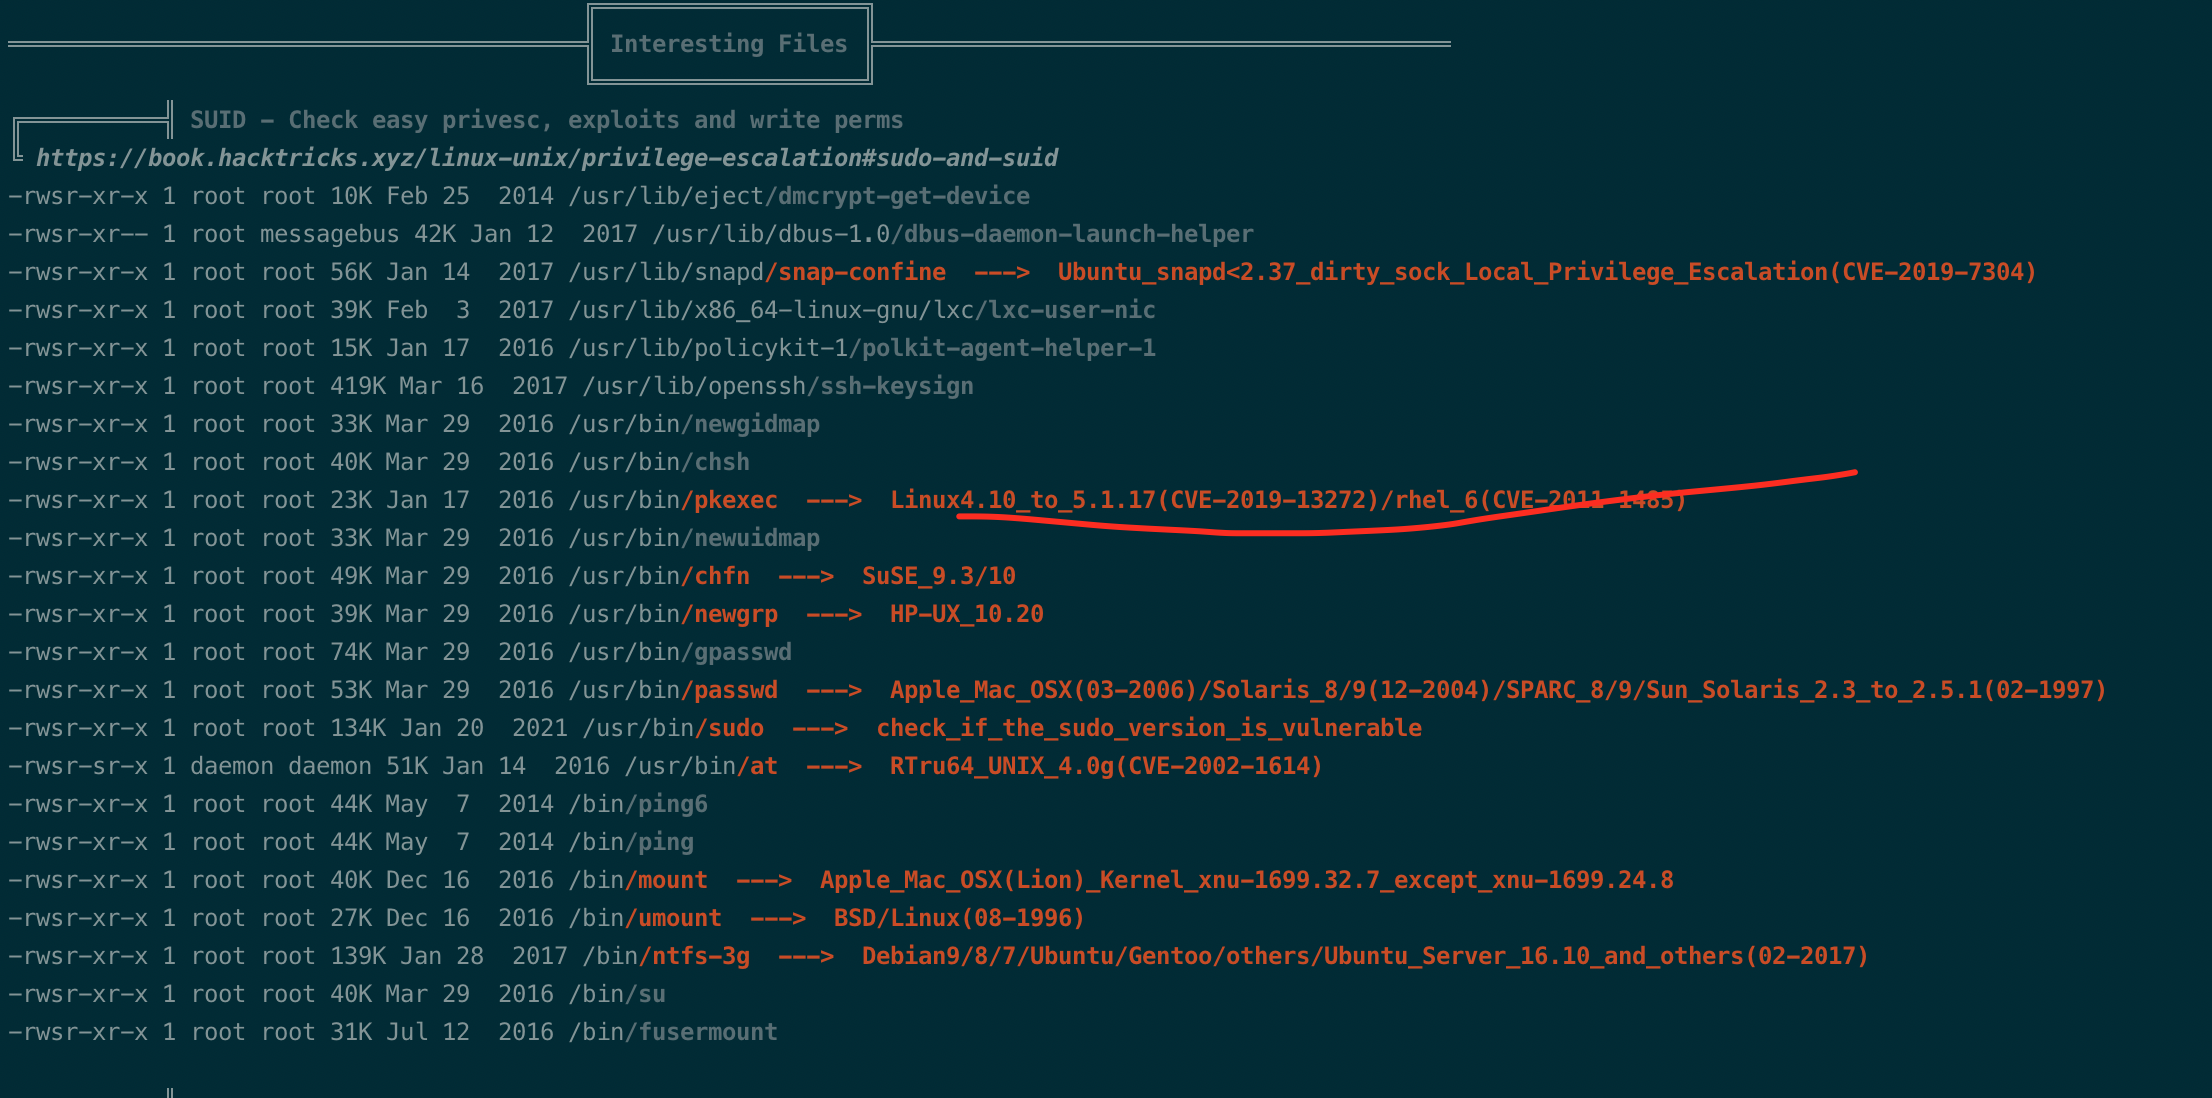 Interesting Files
SUID - Check easy privesc, exploits and write perms
https://book.hacktricks.xyz/linux-unix/privilege-escalation#sudo-and-suid
-rwsr-xr-x 1 root root 10K Feb 25  2014 /usr/lib/eject/dmcrypt-get-device
-rwsr-xr-- 1 root messagebus 42K Jan 12  2017 /usr/lib/dbus-1.0/dbus-daemon-launch-helper
-rwsr-xr-x 1 root root 56K Jan 14  2017 /usr/lib/snapd/snap-confine  --->  Ubuntu_snapd<2.37_dirty_sock_Local_Privilege_Escalation(CVE-2019-7304)
-rwsr-xr-x 1 root root 39K Feb  3  2017 /usr/lib/x86_64-linux-gnu/lxc/lxc-user-nic
-rwsr-xr-x 1 root root 15K Jan 17  2016 /usr/lib/policykit-1/polkit-agent-helper-1
-rwsr-xr-x 1 root root 419K Mar 16  2017 /usr/lib/openssh/ssh-keysign
-rwsr-xr-x 1 root root 33K Mar 29  2016 /usr/bin/newgidmap
-rwsr-xr-x 1 root root 40K Mar 29  2016 /usr/bin/chsh
-rwsr-xr-x 1 root root 23K Jan 17  2016 /usr/bin/pkexec  --->  Linux4.10_to_5.1.17(CVE-2019-13272)/rhel_6(CVE-2011-1485)
-rwsr-xr-x 1 root root 33K Mar 29  2016 /usr/bin/newuidmap
-rwsr-xr-x 1 root root 49K Mar 29  2016 /usr/bin/chfn  --->  SuSE_9.3/10
-rwsr-xr-x 1 root root 39K Mar 29  2016 /usr/bin/newgrp  --->  HP-UX_10.20
-rwsr-xr-x 1 root root 74K Mar 29  2016 /usr/bin/gpasswd
-rwsr-xr-x 1 root root 53K Mar 29  2016 /usr/bin/passwd  --->  Apple_Mac_OSX(03-2006)/Solaris_8/9(12-2004)/SPARC_8/9/Sun_Solaris_2.3_to_2.5.1(02-1997)
-rwsr-xr-x 1 root root 134K Jan 20  2021 /usr/bin/sudo  --->  check_if_the_sudo_version_is_vulnerable
-rwsr-sr-x 1 daemon daemon 51K Jan 14  2016 /usr/bin/at  --->  RTru64_UNIX_4.0g(CVE-2002-1614)
-rwsr-xr-x 1 root root 44K May  7  2014 /bin/ping6
-rwsr-xr-x 1 root root 44K May  7  2014 /bin/ping
-rwsr-xr-x 1 root root 40K Dec 16  2016 /bin/mount  --->  Apple_Mac_OSX(Lion)_Kernel_xnu-1699.32.7_except_xnu-1699.24.8
-rwsr-xr-x 1 root root 27K Dec 16  2016 /bin/umount  --->  BSD/Linux(08-1996)
-rwsr-xr-x 1 root root 139K Jan 28  2017 /bin/ntfs-3g  --->  Debian9/8/7/Ubuntu/Gentoo/others/Ubuntu_Server_16.10_and_others(02-2017)
-rwsr-xr-x 1 root root 40K Mar 29  2016 /bin/su
-rwsr-xr-x 1 root root 31K Jul 12  2016 /bin/fusermount